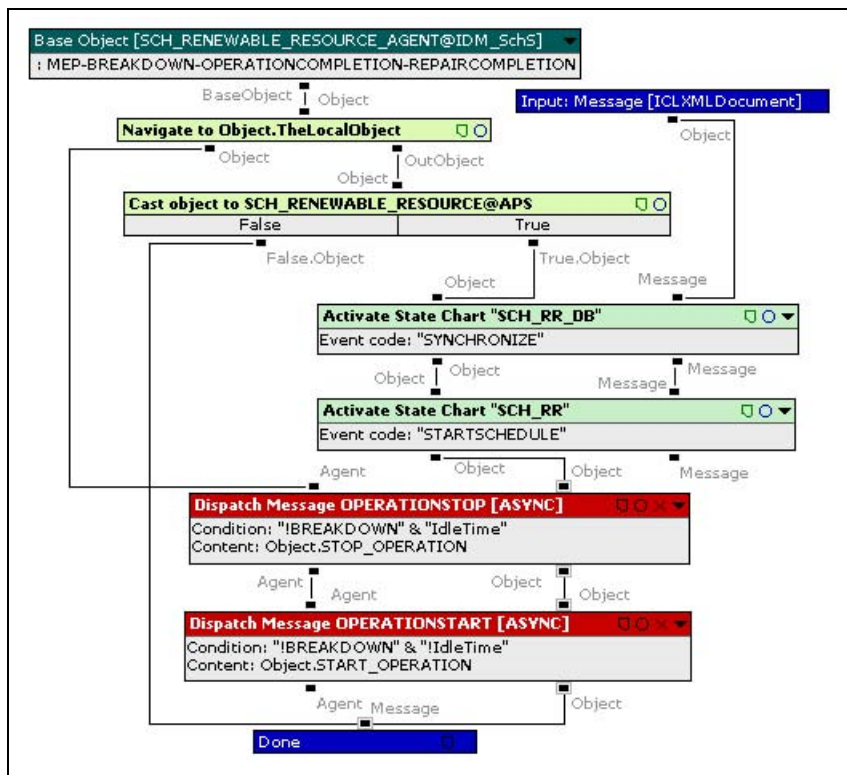 Base Object [SCH_RENEWABLE_RESOURCE_AGENT@IDM_SchS]
: MEP-BREAKDOWN-OPERATIONCOMPLETION-REPAIRCOMPLETION
BaseObject Object
Input: Message [ICLXMLDocument]
Object
Navigate to Object.TheLocalObject
Object OutObject
Object
Cast object to SCH_RENEWABLE_RESOURCE@APS
False True
False.Object True.Object
Object Message
Activate State Chart "SCH_RR_DB"
Event code: "SYNCHRONIZE"
Object Object Message Message
Activate State Chart "SCH_RR"
Event code: "STARTSCHEDULE"
Agent Object Object Message
Dispatch Message OPERATIONSTOP [ASYNC]
Condition: "!BREAKDOWN" & "IdleTime"
Content: Object.STOP_OPERATION
Agent Agent Object Object
Dispatch Message OPERATIONSTART [ASYNC]
Condition: "!BREAKDOWN" & "!IdleTime"
Content: Object.START_OPERATION
Agent Message Object
Done